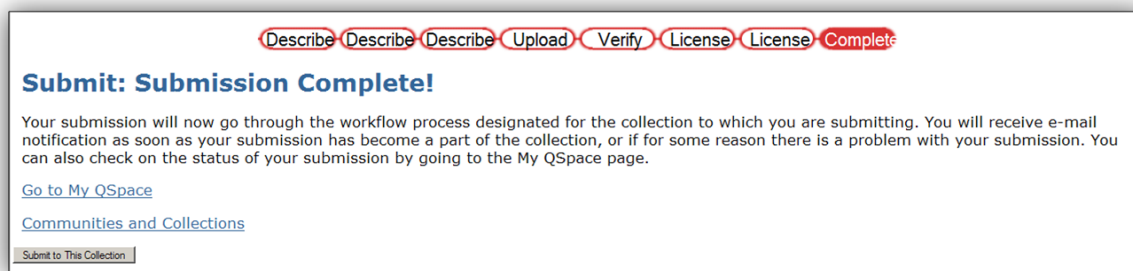 Describe Describe Describe Upload Verify License License Complete
Submit: Submission Complete!
Your submission will now go through the workflow process designated for the collection to which you are submitting. You will receive e-mail
notification as soon as your submission has become a part of the collection, or if for some reason there is a problem with your submission. You
can also check on the status of your submission by going to the My QSpace page.
Go to My QSpace
Communities and Collections
Submit to This Collection